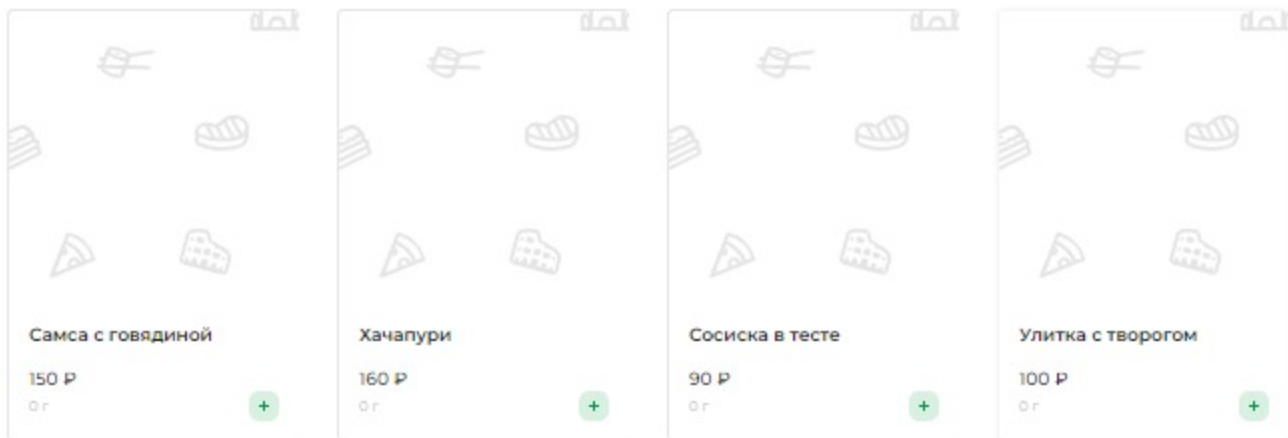 Самса с говядиной
150 ₽
0 г
+
Хачапури
160 ₽
0 г
+
Сосиска в тесте
90 ₽
0 г
+
Улитка с творогом
100 ₽
0 г
+